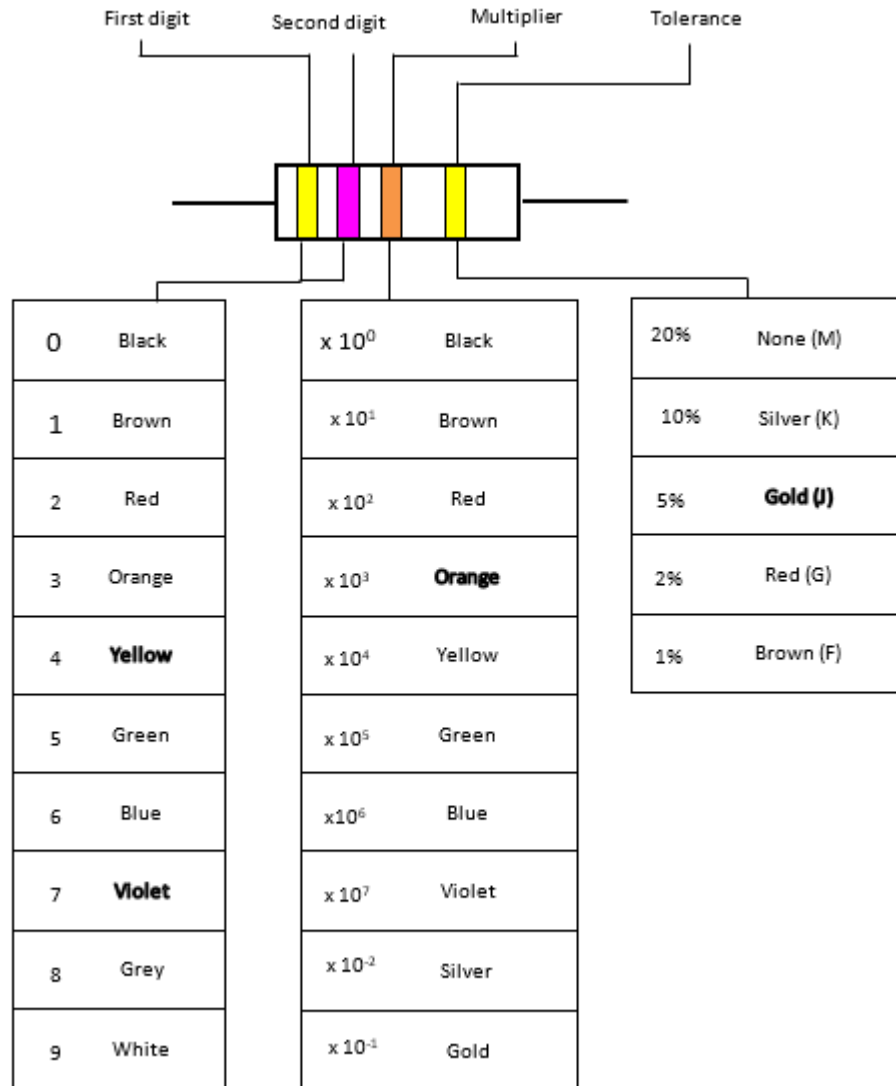 First digit
Second digit
Multiplier
Tolerance
0 Black
1 Brown
2 Red
3 Orange
4 Yellow
5 Green
6 Blue
7 Violet
8 Grey
9 White
x 10⁰ Black
x 10¹ Brown
x 10² Red
x 10³ Orange
x 10⁴ Yellow
x 10⁵ Green
x10⁶ Blue
x 10⁷ Violet
x 10⁻² Silver
x 10⁻¹ Gold
20% None (M)
10% Silver (K)
5% Gold (J)
2% Red (G)
1% Brown (F)